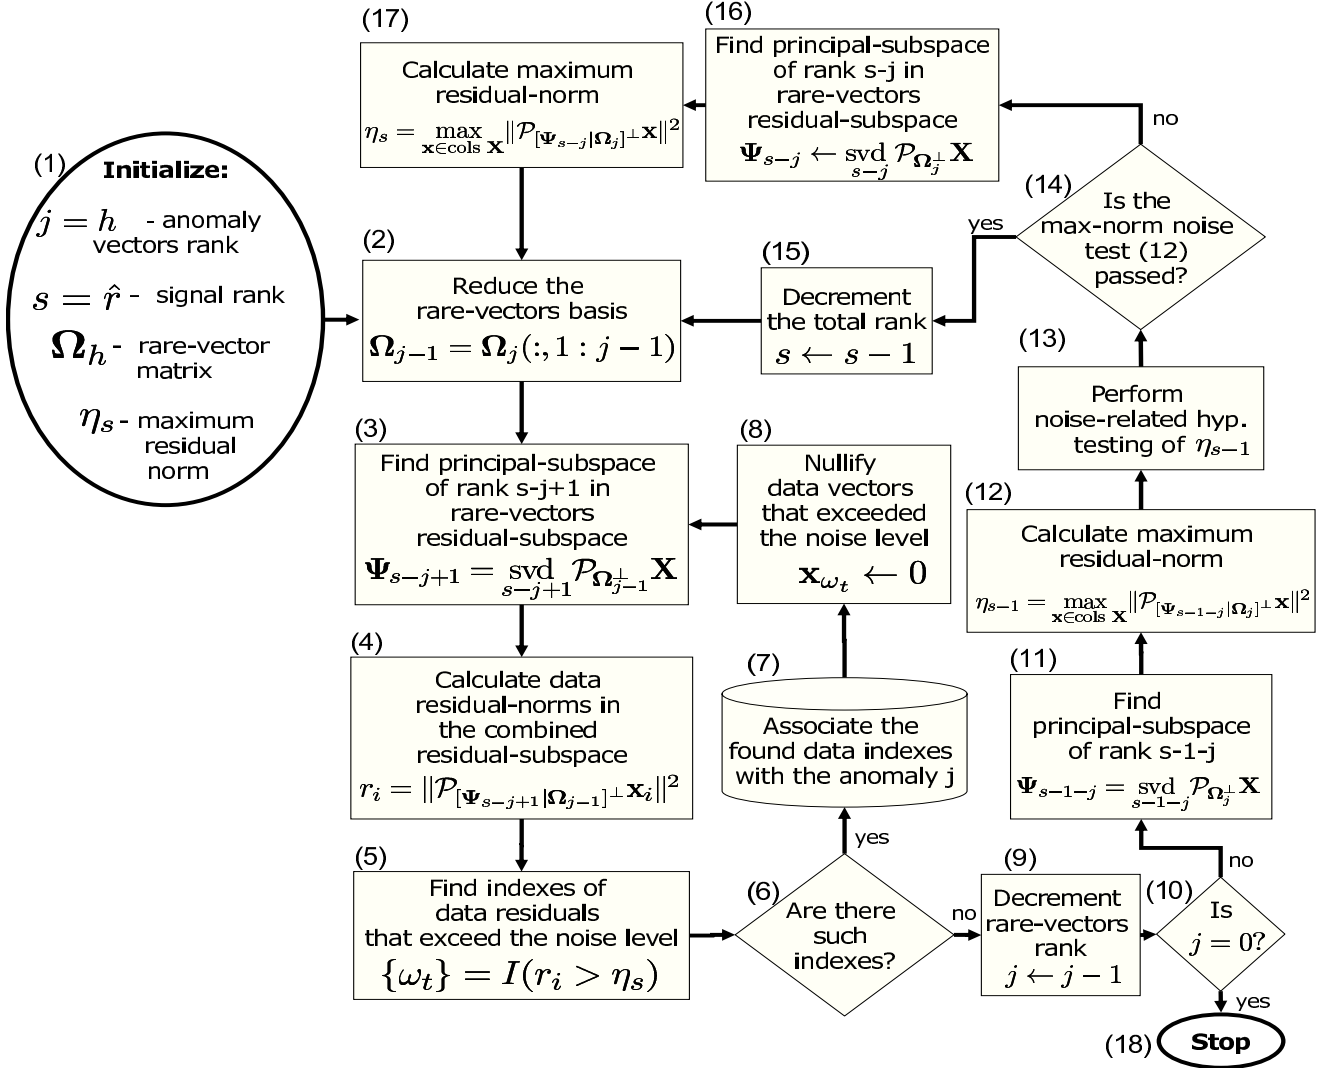 (1)
Initialize:
j = h - anomaly
vectors rank
s = r̂ - signal rank
Ω_h - rare-vector
matrix
η_s - maximum
residual
norm
(17)
Calculate maximum
residual-norm
η_s = max_{x∈cols X} ‖P_{[Ψ_{s−j}|Ω_j]^⊥} x‖²
(16)
Find principal-subspace
of rank s-j in
rare-vectors
residual-subspace
Ψ_{s−j} ← svd_{s−j} P_{Ω_j^⊥} X
no
(14)
Is the
max-norm noise
test (12)
passed?
yes
(15)
Decrement
the total rank
s ← s − 1
(2)
Reduce the
rare-vectors basis
Ω_{j−1} = Ω_j(:, 1 : j − 1)
(3)
Find principal-subspace
of rank s-j+1 in
rare-vectors
residual-subspace
Ψ_{s−j+1} = svd_{s−j+1} P_{Ω_{j−1}^⊥} X
(4)
Calculate data
residual-norms in
the combined
residual-subspace
r_i = ‖P_{[Ψ_{s−j+1}|Ω_{j−1}]^⊥} x_i‖²
(5)
Find indexes of
data residuals
that exceed the noise level
{ω_t} = I(r_i > η_s)
(6)
Are there
such
indexes?
yes
no
(7)
Associate the
found data indexes
with the anomaly j
(8)
Nullify
data vectors
that exceeded
the noise level
x_{ω_t} ← 0
(9)
Decrement
rare-vectors
rank
j ← j − 1
(10)
Is
j = 0?
no
yes
(18)
Stop
(11)
Find
principal-subspace
of rank s-1-j
Ψ_{s−1−j} = svd_{s−1−j} P_{Ω_j^⊥} X
(12)
Calculate maximum
residual-norm
η_{s−1} = max_{x∈cols X} ‖P_{[Ψ_{s−1−j}|Ω_j]^⊥} x‖²
(13)
Perform
noise-related hyp.
testing of η_{s−1}